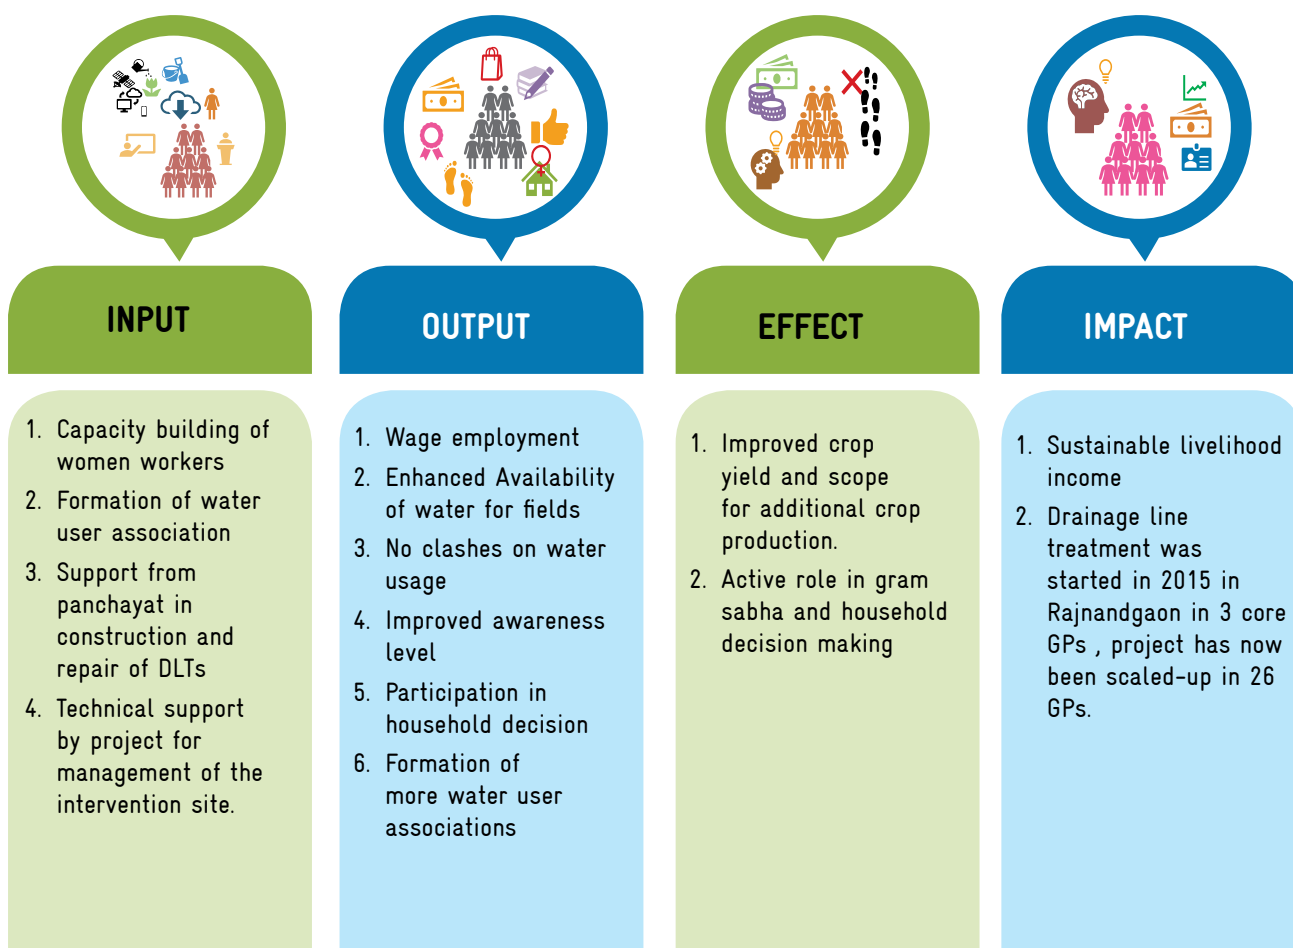 INPUT
1. Capacity building of
women workers
2. Formation of water
user association
3. Support from
panchayat in
construction and
repair of DLTs
4. Technical support
by project for
management of the
intervention site.
OUTPUT
1. Wage employment
2. Enhanced Availability
of water for fields
3. No clashes on water
usage
4. Improved awareness
level
5. Participation in
household decision
6. Formation of
more water user
associations
EFFECT
1. Improved crop
yield and scope
for additional crop
production.
2. Active role in gram
sabha and household
decision making
IMPACT
1. Sustainable livelihood
income
2. Drainage line
treatment was
started in 2015 in
Rajnandgaon in 3 core
GPs , project has now
been scaled-up in 26
GPs.